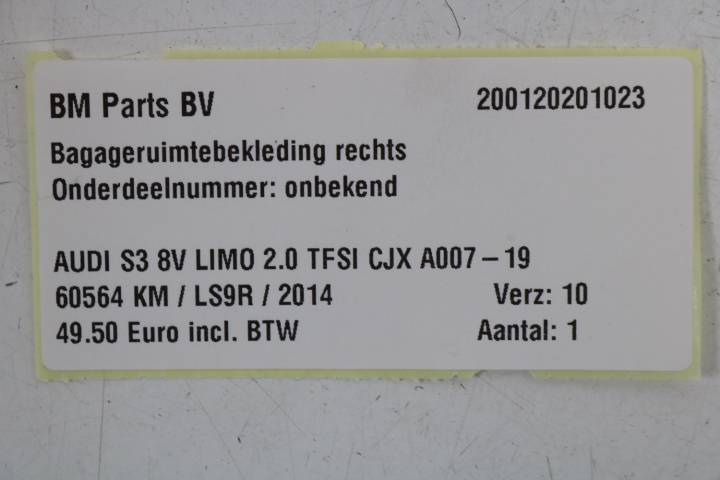 BM Parts BV 200120201023
Bagageruimtebekleding rechts
Onderdeelnummer: onbekend
AUDI S3 8V LIMO 2.0 TFSI CJX A007-19
60564 KM / LS9R / 2014 Verz: 10
49.50 Euro incl. BTW Aantal: 1